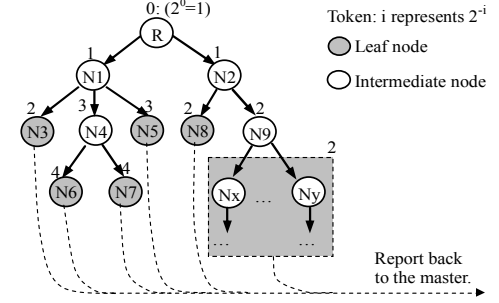 0: (2⁰=1)
Token: i represents 2⁻ⁱ
R
Leaf node
1
1
N1
N2
Intermediate node
2
3
3
2
2
N3
N4
N5
N8
N9
4
4
2
N6
N7
Nx
...
Ny
...
...
Report back
to the master.